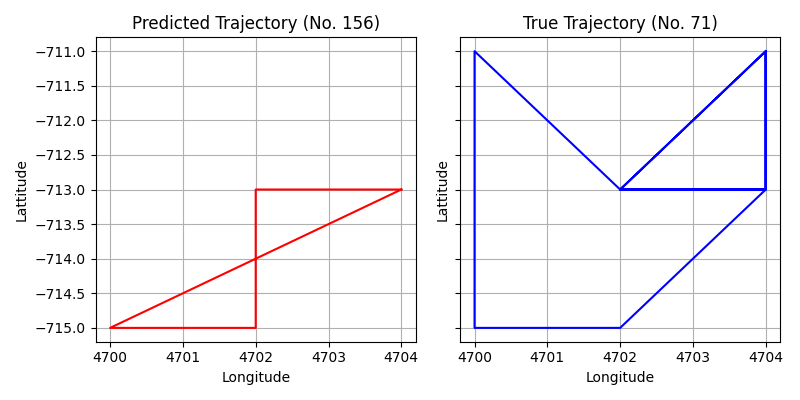 Predicted Trajectory (No. 156)
Lattitude
−711.0
−711.5
−712.0
−712.5
−713.0
−713.5
−714.0
−714.5
−715.0
4700 4701 4702 4703 4704
Longitude
True Trajectory (No. 71)
Lattitude
4700 4701 4702 4703 4704
Longitude